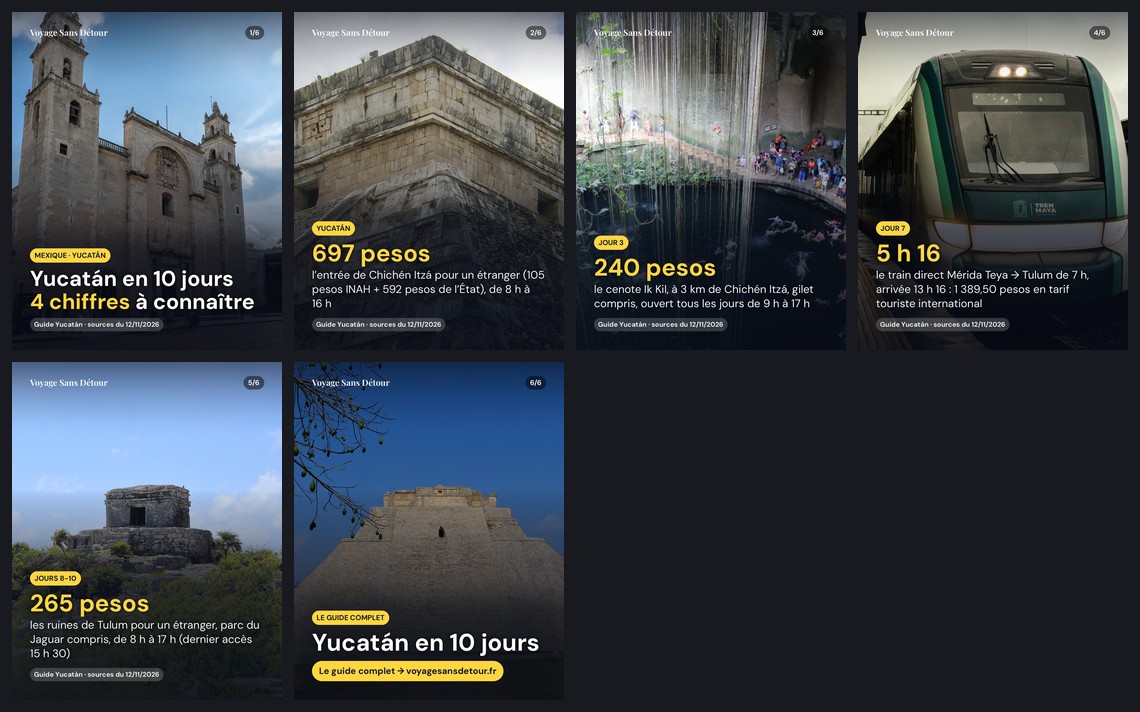 Voyage Sans Détour
1/6
MEXIQUE · YUCATÁN
Yucatán en 10 jours
4 chiffres à connaître
Guide Yucatán · sources du 12/11/2026
Voyage Sans Détour
2/6
YUCATÁN
697 pesos
l'entrée de Chichén Itzá pour un étranger (105
pesos INAH + 592 pesos de l'État), de 8 h à
16 h
Guide Yucatán · sources du 12/11/2026
Voyage Sans Détour
3/6
JOUR 3
240 pesos
le cenote Ik Kil, à 3 km de Chichén Itzá, gilet
compris, ouvert tous les jours de 9 h à 17 h
Guide Yucatán · sources du 12/11/2026
Voyage Sans Détour
4/6
TREN
MAYA
JOUR 7
5 h 16
le train direct Mérida Teya → Tulum de 7 h,
arrivée 13 h 16 : 1 389,50 pesos en tarif
touriste international
Guide Yucatán · sources du 12/11/2026
Voyage Sans Détour
5/6
JOURS 8–10
265 pesos
les ruines de Tulum pour un étranger, parc du
Jaguar compris, de 8 h à 17 h (dernier accès
15 h 30)
Guide Yucatán · sources du 12/11/2026
Voyage Sans Détour
6/6
LE GUIDE COMPLET
Yucatán en 10 jours
Le guide complet → voyagesansdetour.fr